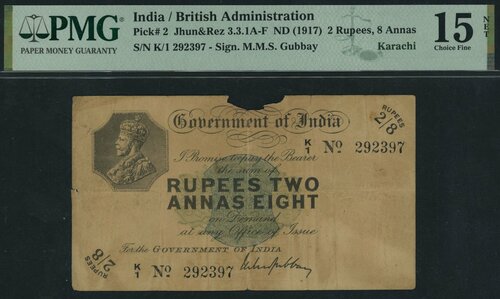 PMG
PAPER MONEY GUARANTY
India / British Administration
Pick# 2 Jhun&Rez 3.3.1A-F ND (1917) 2 Rupees, 8 Annas
S/N K/1 292397 - Sign. M.M.S. Gubbay
Karachi
15
Choice Fine
NET
Government of India
RUPEES
2/8
K/1 No 292397
I Promise to pay the Bearer
the sum of
RUPEES TWO
ANNAS EIGHT
on Demand
at any Office of Issue
For the GOVERNMENT OF INDIA
RUPEES
2/8
K/1 No 292397